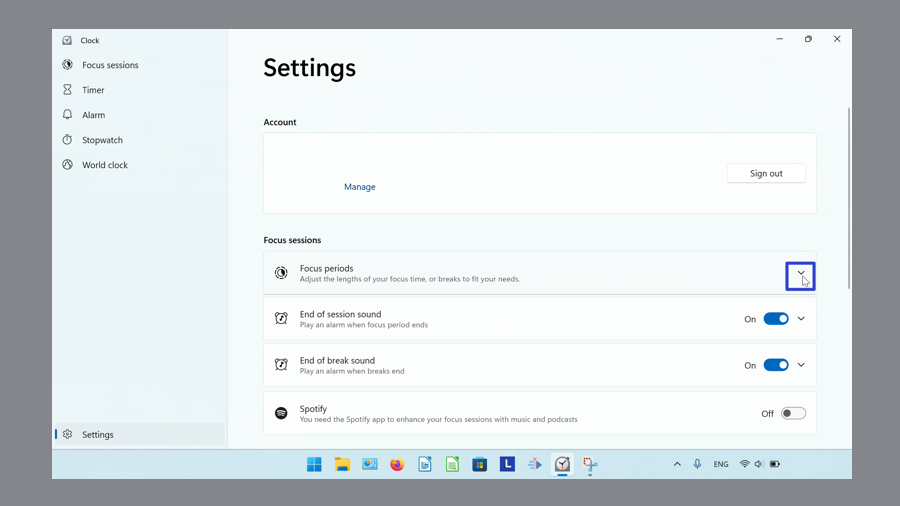 Clock
Focus sessions
Timer
Alarm
Stopwatch
World clock
Settings
Settings
Account
Manage
Sign out
Focus sessions
Focus periods
Adjust the lengths of your focus time, or breaks to fit your needs.
End of session sound
Play an alarm when focus period ends
On
End of break sound
Play an alarm when breaks end
On
Spotify
You need the Spotify app to enhance your focus sessions with music and podcasts
Off
L
ENG